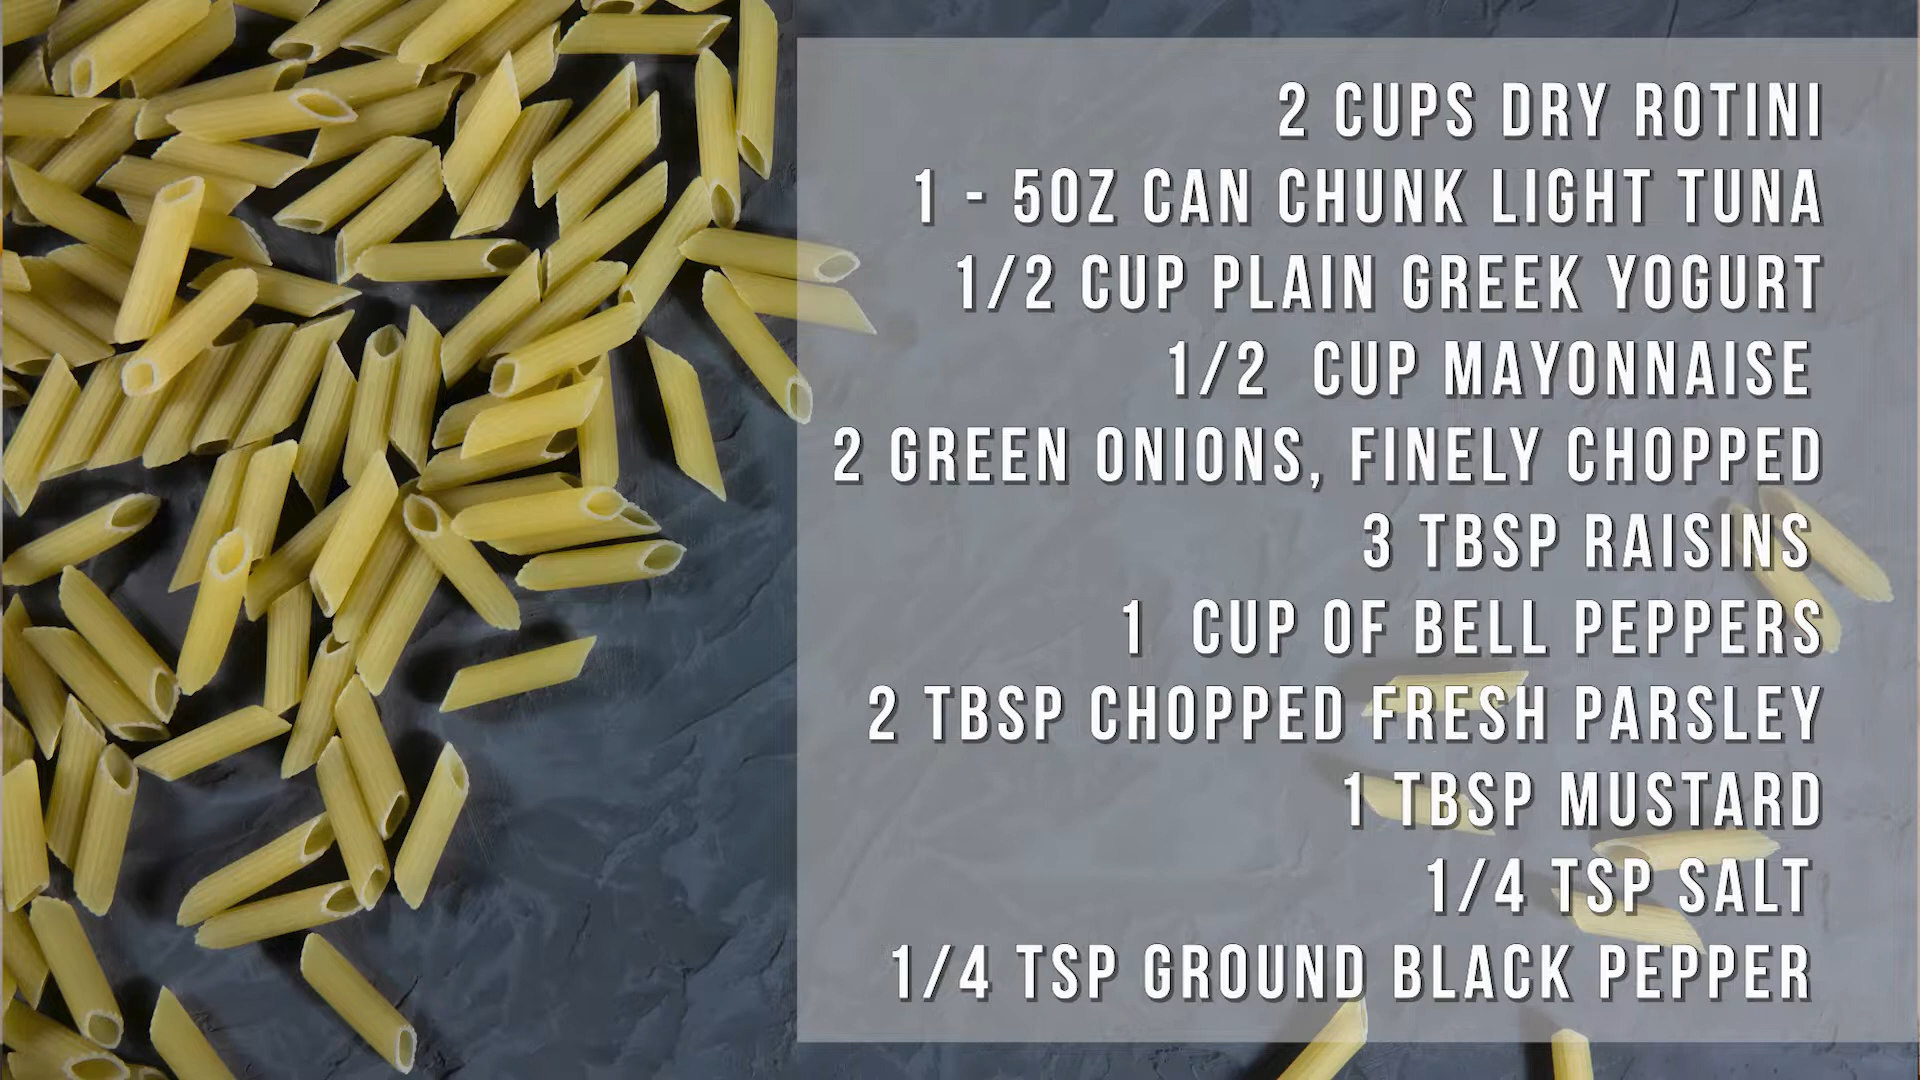 2 CUPS DRY ROTINI
1 - 5OZ CAN CHUNK LIGHT TUNA
1/2 CUP PLAIN GREEK YOGURT
1/2 CUP MAYONNAISE
2 GREEN ONIONS, FINELY CHOPPED
3 TBSP RAISINS
1 CUP OF BELL PEPPERS
2 TBSP CHOPPED FRESH PARSLEY
1 TBSP MUSTARD
1/4 TSP SALT
1/4 TSP GROUND BLACK PEPPER